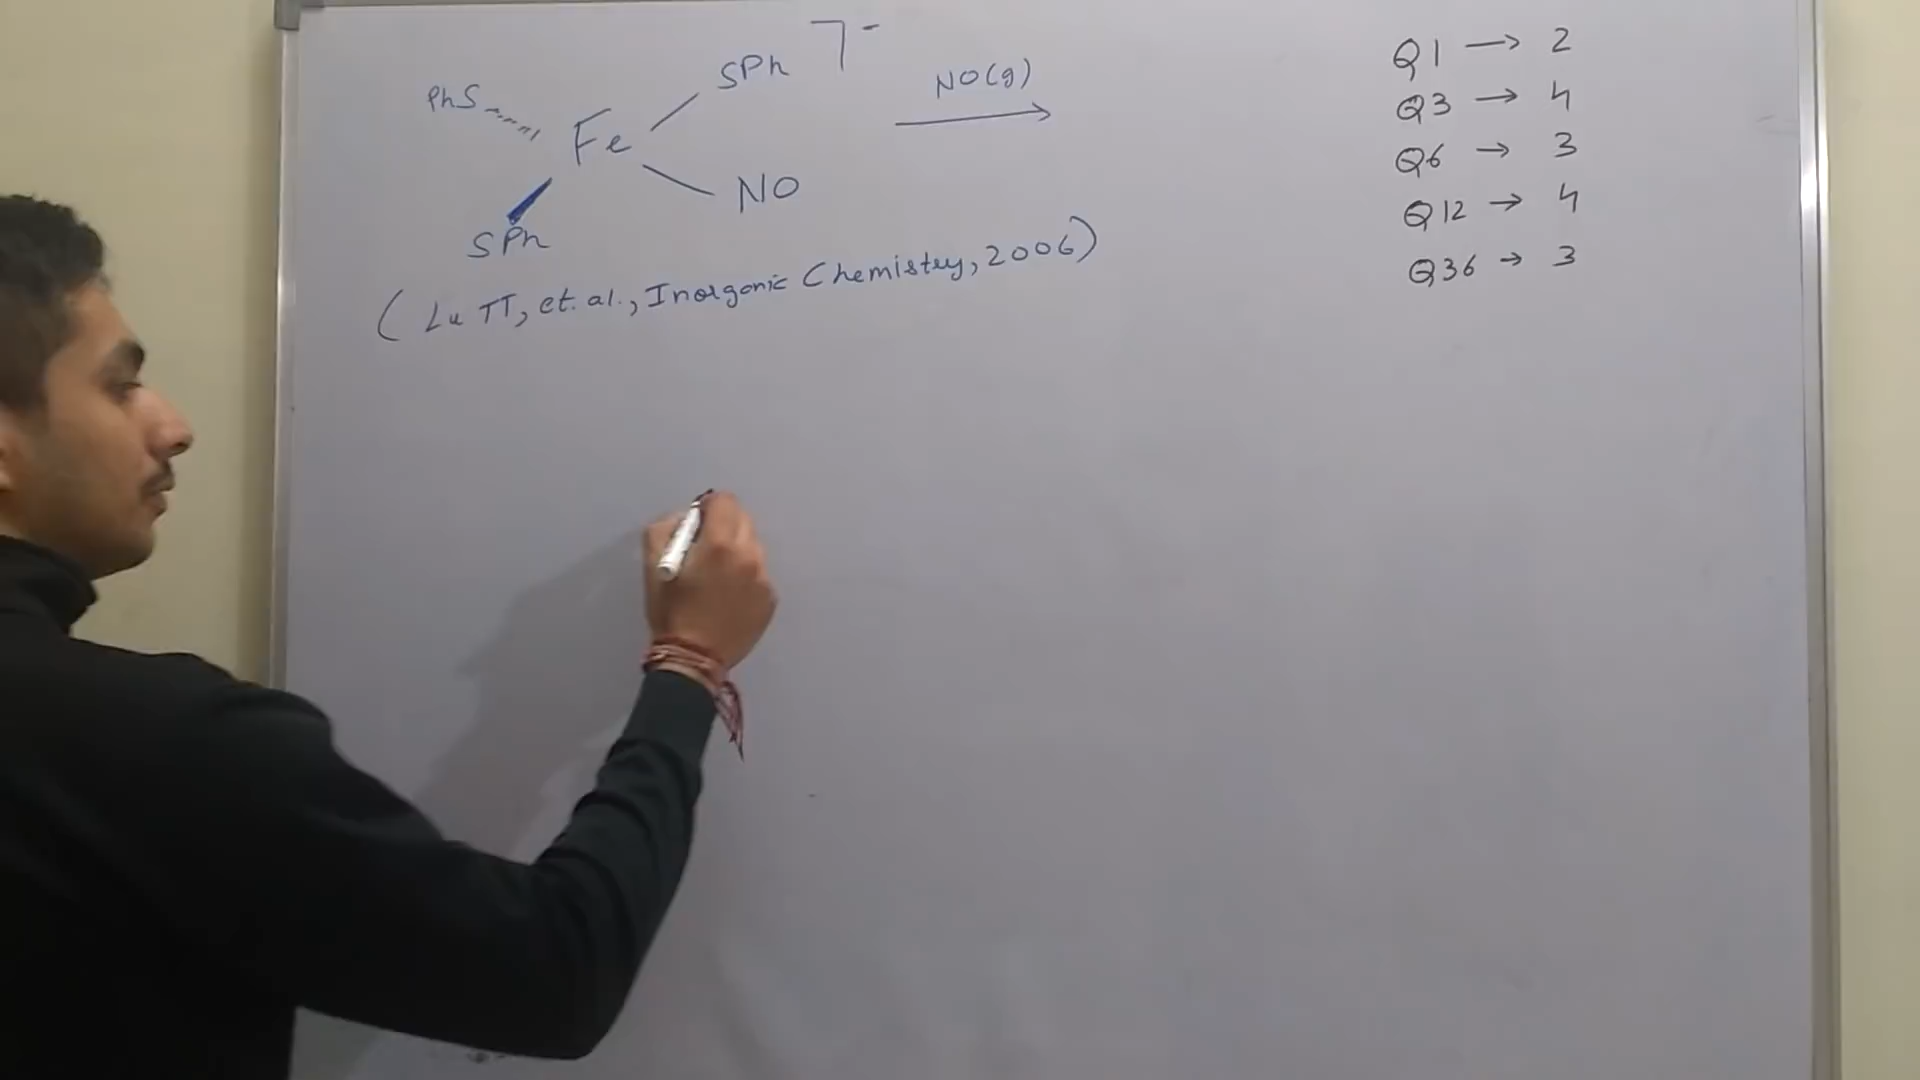 PhS
Fe
SPh
SPh
NO
⁻
NO(g)
(Lu TT, et. al., Inorganic Chemistry, 2006)
Q1 → 2
Q3 → 4
Q6 → 3
Q12 → 4
Q36 → 3